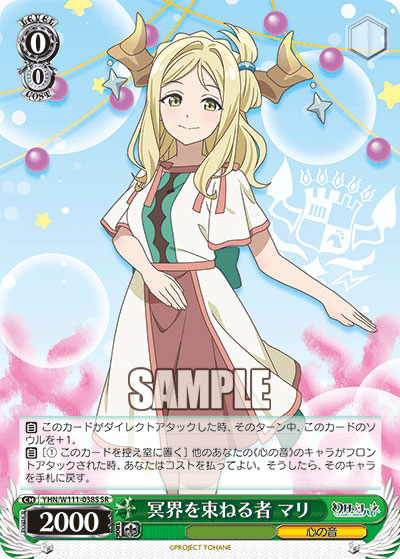 LEVEL
0
0
COST
SAMPLE
自 このカードがダイレクトアタックした時、そのターン中、このカードの
ソウルを＋1。
自 [① このカードを控え室に置く] 他のあなたの《心の音》のキャラがフロン
トアタックされた時、あなたはコストを払ってよい。そうしたら、そのキャラ
を手札に戻す。
CH YHN/W111-038S SR
冥界を束ねる者 マリ
POWER
2000
心の音
©PROJECT YOHANE